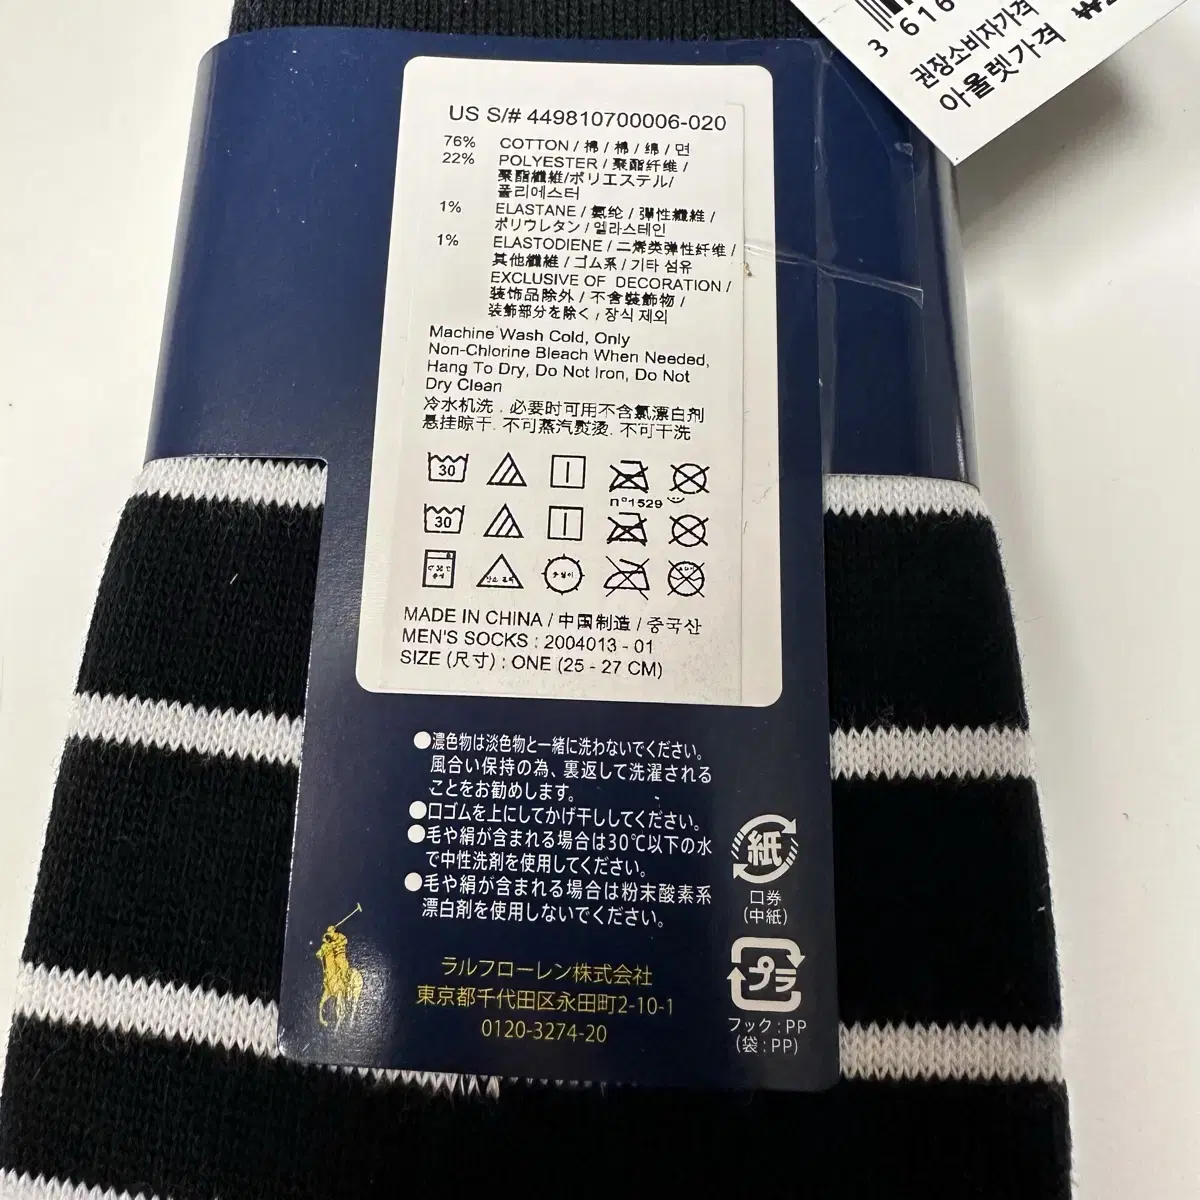 3 616
권장소비자가격
아울렛가격 ₩2
US S/# 449810700006-020
76% COTTON / 棉 / 棉 / 綿 / 면
22% POLYESTER / 聚酯纤维 /
聚酯纖維/ポリエステル/
폴리에스터
1% ELASTANE / 氨纶 / 彈性纖維 /
ポリウレタン / 엘라스테인
1% ELASTODIENE / 二烯类弹性纤维 /
其他纖維 / ゴム系 / 기타 섬유
EXCLUSIVE OF DECORATION /
装饰品除外 / 不含裝飾物 /
装飾部分を除く , 장식 제외
Machine Wash Cold, Only
Non-Chlorine Bleach When Needed,
Hang To Dry, Do Not Iron, Do Not
Dry Clean
冷水机洗 . 必要时可用不含氯漂白剂
悬挂晾干 . 不可蒸汽熨烫 . 不可干洗
30
n°1529
30
MADE IN CHINA / 中国制造 / 중국산
MEN'S SOCKS : 2004013 - 01
SIZE (尺寸) : ONE (25 - 27 CM)
●濃色物は淡色物と一緒に洗わないでください。
風合い保持の為、裏返して洗濯される
ことをお勧めします。
●口ゴムを上にしてかげ干ししてください。
●毛や絹が含まれる場合は30℃以下の水
で中性洗剤を使用してください。
●毛や絹が含まれる場合は粉末酸素系
漂白剤を使用しないでください。
紙
口券
(中紙)
プラ
フック : PP
(袋 : PP)
ラルフローレン株式会社
東京都千代田区永田町2-10-1
0120-3274-20